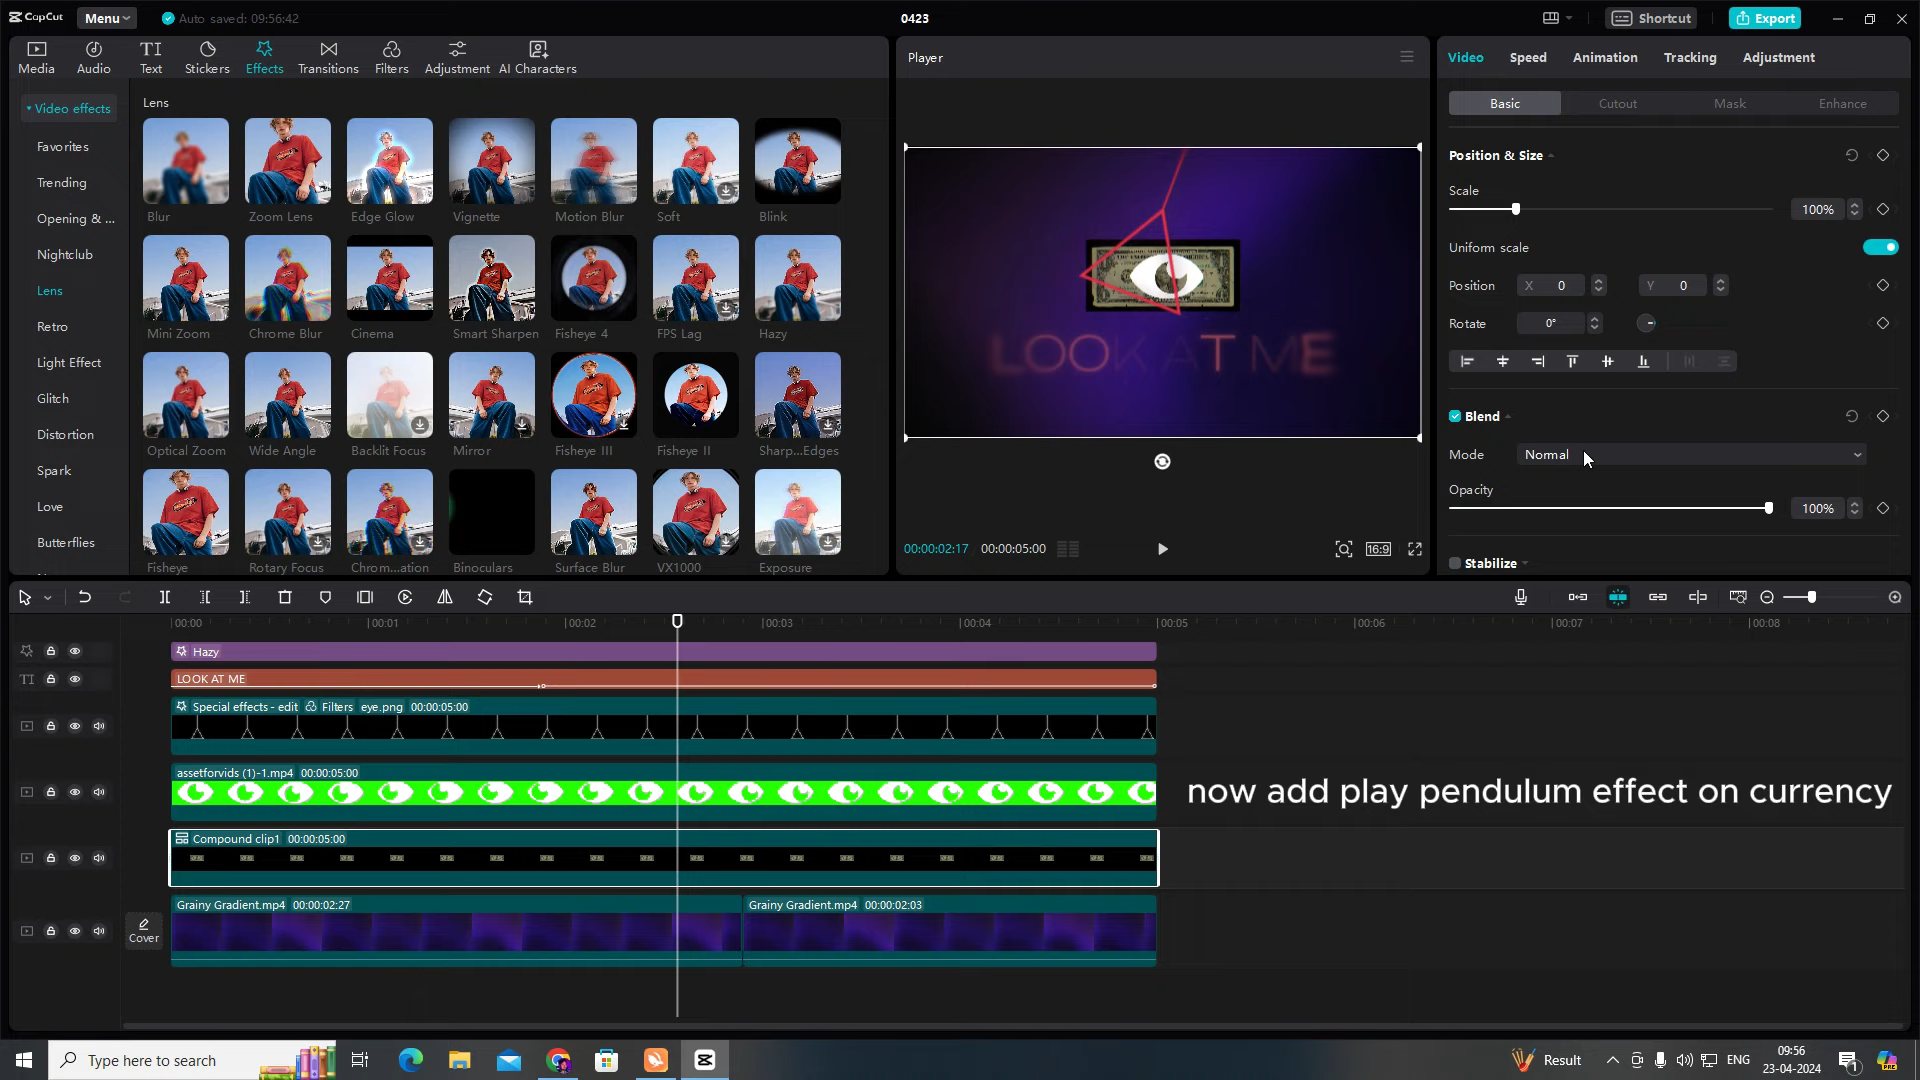 CapCut
Menu
Auto saved: 09:56:42
0423
Shortcut
Export
Media
Audio
TI
Text
Stickers
Effects
Transitions
Filters
Adjustment
AI Characters
Player
Video
Speed
Animation
Tracking
Adjustment
Video effects
Favorites
Trending
Opening & ...
Nightclub
Lens
Retro
Light Effect
Glitch
Distortion
Spark
Love
Butterflies
Lens
Blur
Zoom Lens
Edge Glow
Vignette
Motion Blur
Soft
Blink
Mini Zoom
Chrome Blur
Cinema
Smart Sharpen
Fisheye 4
FPS Lag
Hazy
Optical Zoom
Wide Angle
Backlit Focus
Mirror
Fisheye III
Fisheye II
Sharp...Edges
Fisheye
Rotary Focus
Chrom...ation
Binoculars
Surface Blur
VX1000
Exposure
LOOK AT ME
00:00:02:17
00:00:05:00
16:9
Basic
Cutout
Mask
Enhance
Position & Size
Scale
100%
Uniform scale
Position
X 0
Y 0
Rotate
0°
Blend
Mode
Normal
Opacity
100%
Stabilize
00:00
00:01
00:02
00:03
00:04
00:05
00:06
00:07
00:08
Hazy
TI
LOOK AT ME
Special effects - edit
Filters
eye.png
00:00:05:00
assetforvids (1)-1.mp4
00:00:05:00
now add play pendulum effect on currency
Compound clip1
00:00:05:00
Cover
Grainy Gradient.mp4
00:00:02:27
Grainy Gradient.mp4
00:00:02:03
Type here to search
Result
ENG
09:56
23-04-2024
1
PRE